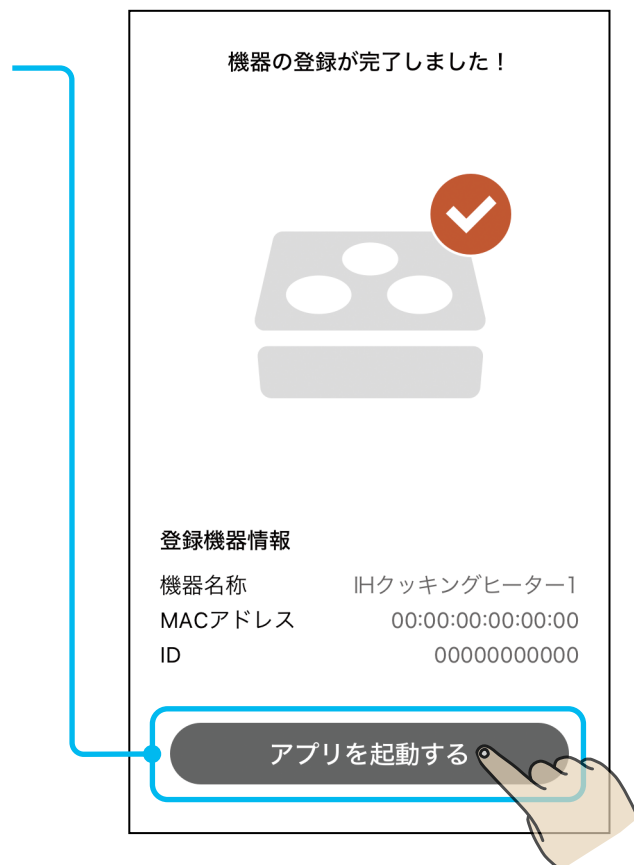 機器の登録が完了しました！
登録機器情報
機器名称 IHクッキングヒーター1
MACアドレス 00:00:00:00:00:00
ID 00000000000
アプリを起動する